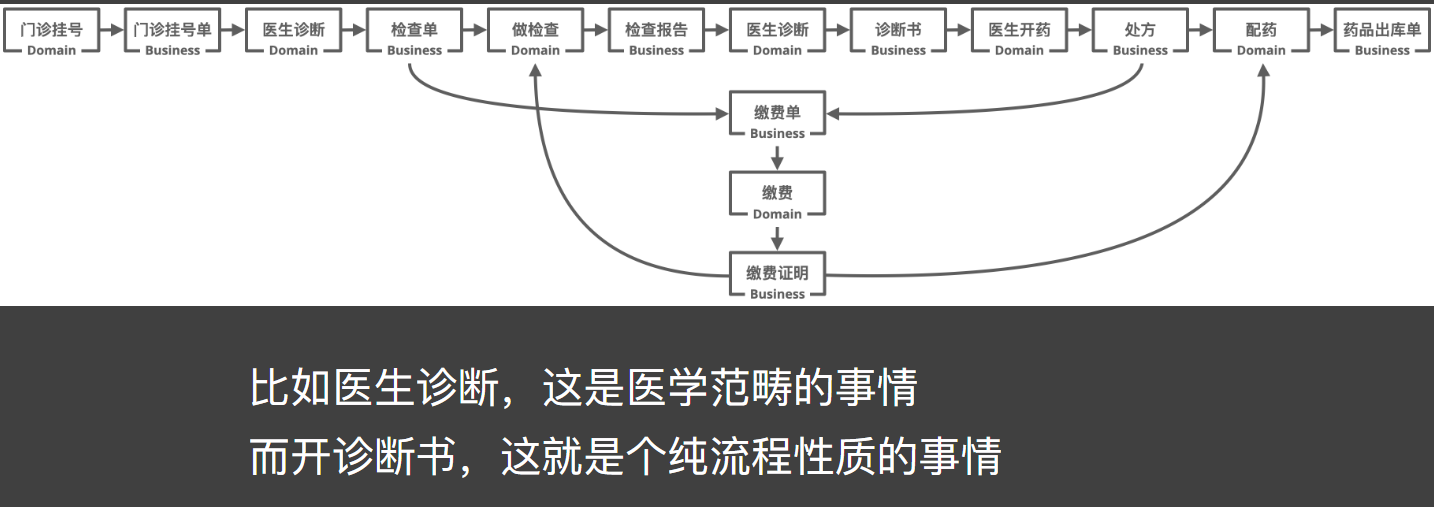 门诊挂号
Domain
门诊挂号单
Business
医生诊断
Domain
检查单
Business
做检查
Domain
检查报告
Business
医生诊断
Domain
诊断书
Business
医生开药
Domain
处方
Business
配药
Domain
药品出库单
Business
缴费单
Business
缴费
Domain
缴费证明
Business
比如医生诊断，这是医学范畴的事情
而开诊断书，这就是个纯流程性质的事情